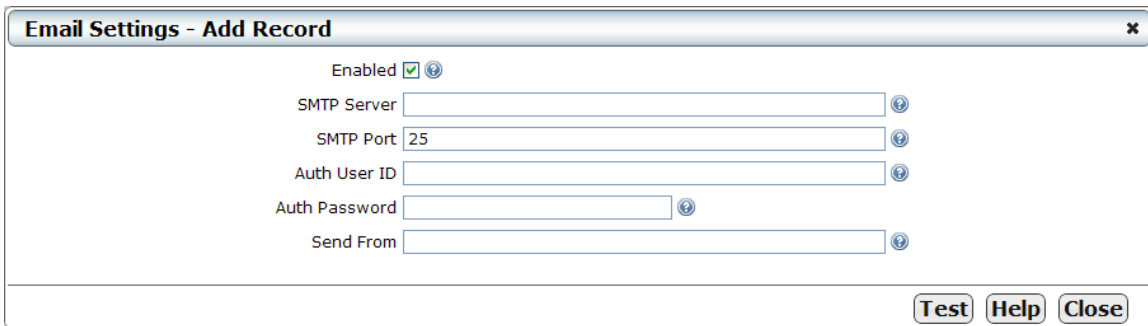 Email Settings - Add Record
Enabled
SMTP Server
SMTP Port 25
Auth User ID
Auth Password
Send From
Test Help Close